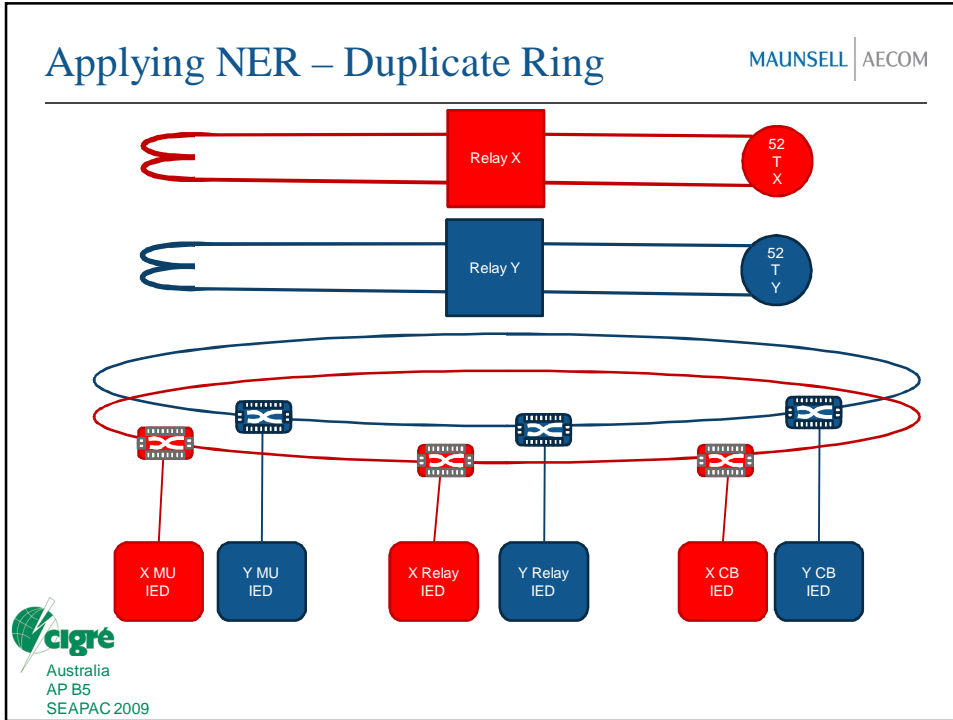 Applying NER – Duplicate Ring
MAUNSELL | AECOM
Relay X
52
T
X
Relay Y
52
T
Y
X MU
IED
Y MU
IED
X Relay
IED
Y Relay
IED
X CB
IED
Y CB
IED
cigré
Australia
AP B5
SEAPAC 2009